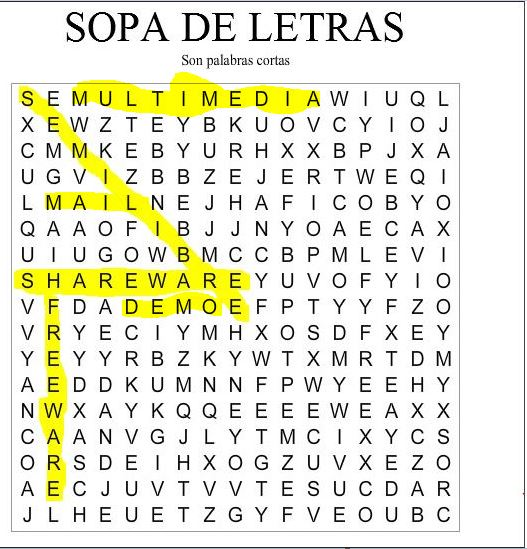 SOPA DE LETRAS
Son palabras cortas
S E M U L T I M E D I A W I U Q L
X E W Z T E Y B K U O V C Y I O J
C M M K E B Y U R H X X B P J X A
U G V I Z B B Z E J E R T W E Q I
L M A I L N E J H A F I C O B Y O
Q A A O F I B J J N Y O A E C A X
U I U G O W B M C C B P M L E V I
S H A R E W A R E Y U V O F Y I O
V F D A D E M O E F P T Y Y F Z O
V R Y E C I Y M H X O S D F X E Y
Y E Y Y R B Z K Y W T X M R T D M
A E D D K U M N N F P W Y E E H Y
N W X A Y K Q Q E E E E W E A X X
C A A N V G J L Y T M C I X Y C S
O R S D E I H X O G Z U V X E Z O
A E C J U V T V V T E S U C D A R
J L H E U E T Z G Y F V E O U B C